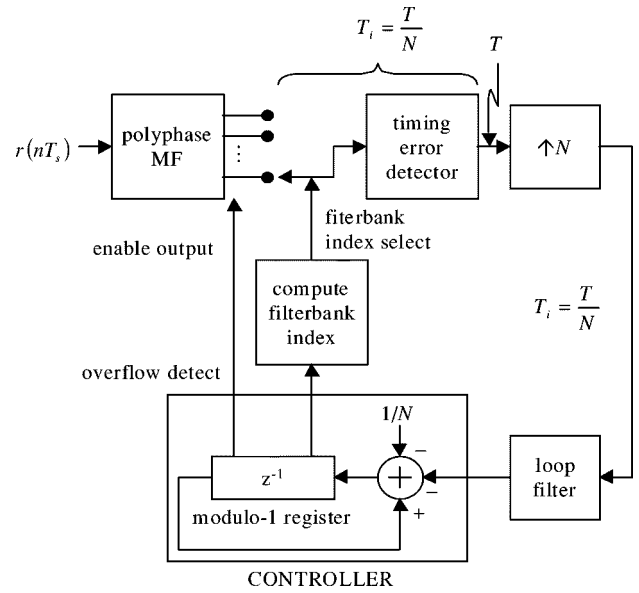 T_i = T/N
T
polyphase
MF
r(nT_s)
timing
error
detector
↑N
enable output
fiterbank
index select
compute
filterbank
index
T_i = T/N
overflow detect
1/N
−
+
−
+
z^-1
modulo-1 register
loop
filter
CONTROLLER